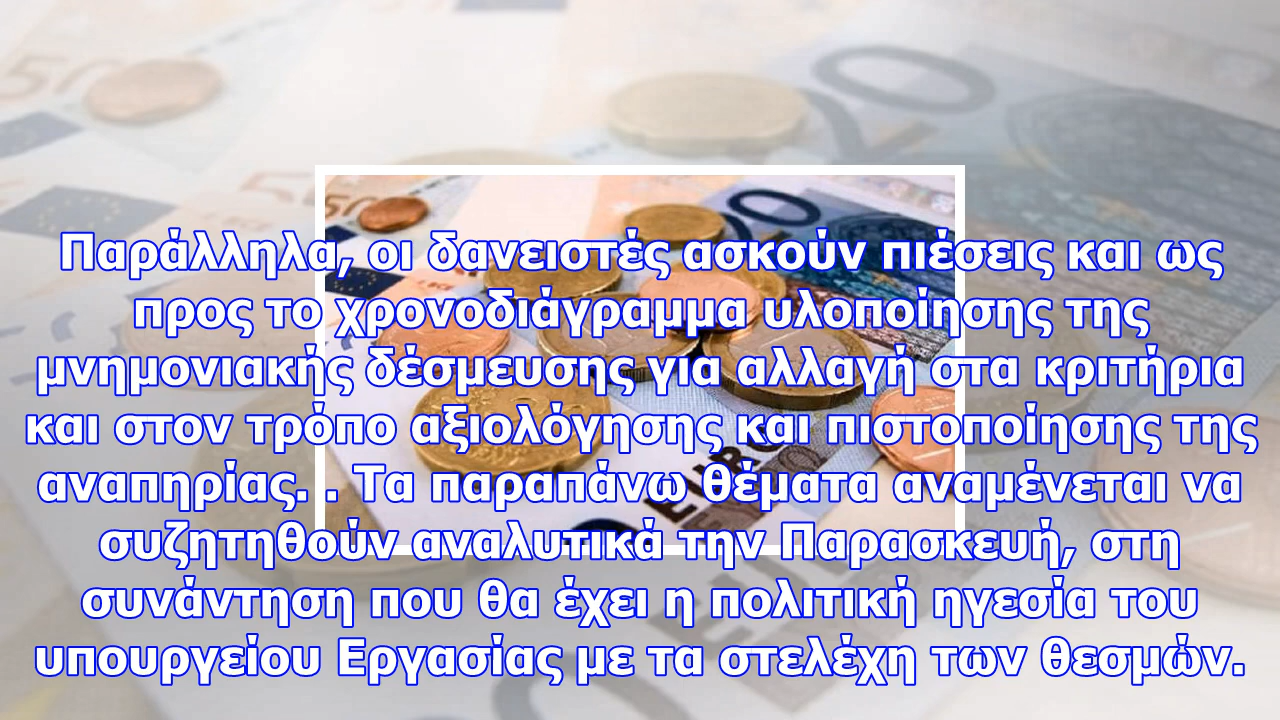 Παράλληλα, οι δανειστές ασκούν πιέσεις και ως
προς το χρονοδιάγραμμα υλοποίησης της
μνημονιακής δέσμευσης για αλλαγή στα κριτήρια
και στον τρόπο αξιολόγησης και πιστοποίησης της
αναπηρίας. . Τα παραπάνω θέματα αναμένεται να
συζητηθούν αναλυτικά την Παρασκευή, στη
συνάντηση που θα έχει η πολιτική ηγεσία του
υπουργείου Εργασίας με τα στελέχη των θεσμών.